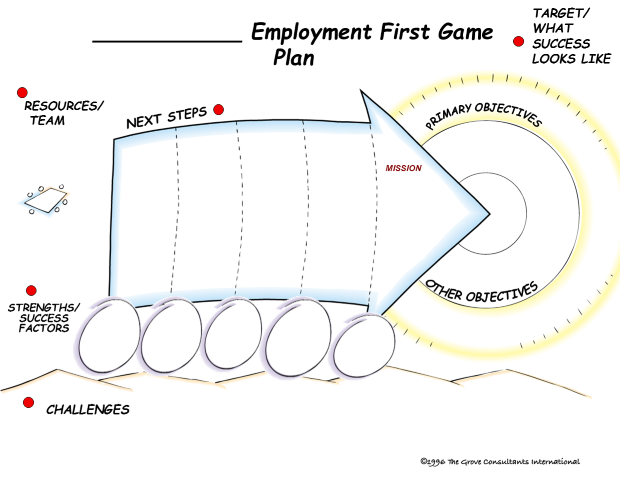 _______________ Employment First Game
Plan
TARGET/
WHAT
SUCCESS
LOOKS LIKE
RESOURCES/
TEAM
NEXT STEPS
PRIMARY OBJECTIVES
MISSION
OTHER OBJECTIVES
STRENGTHS/
SUCCESS
FACTORS
CHALLENGES
©1996 The Grove Consultants International